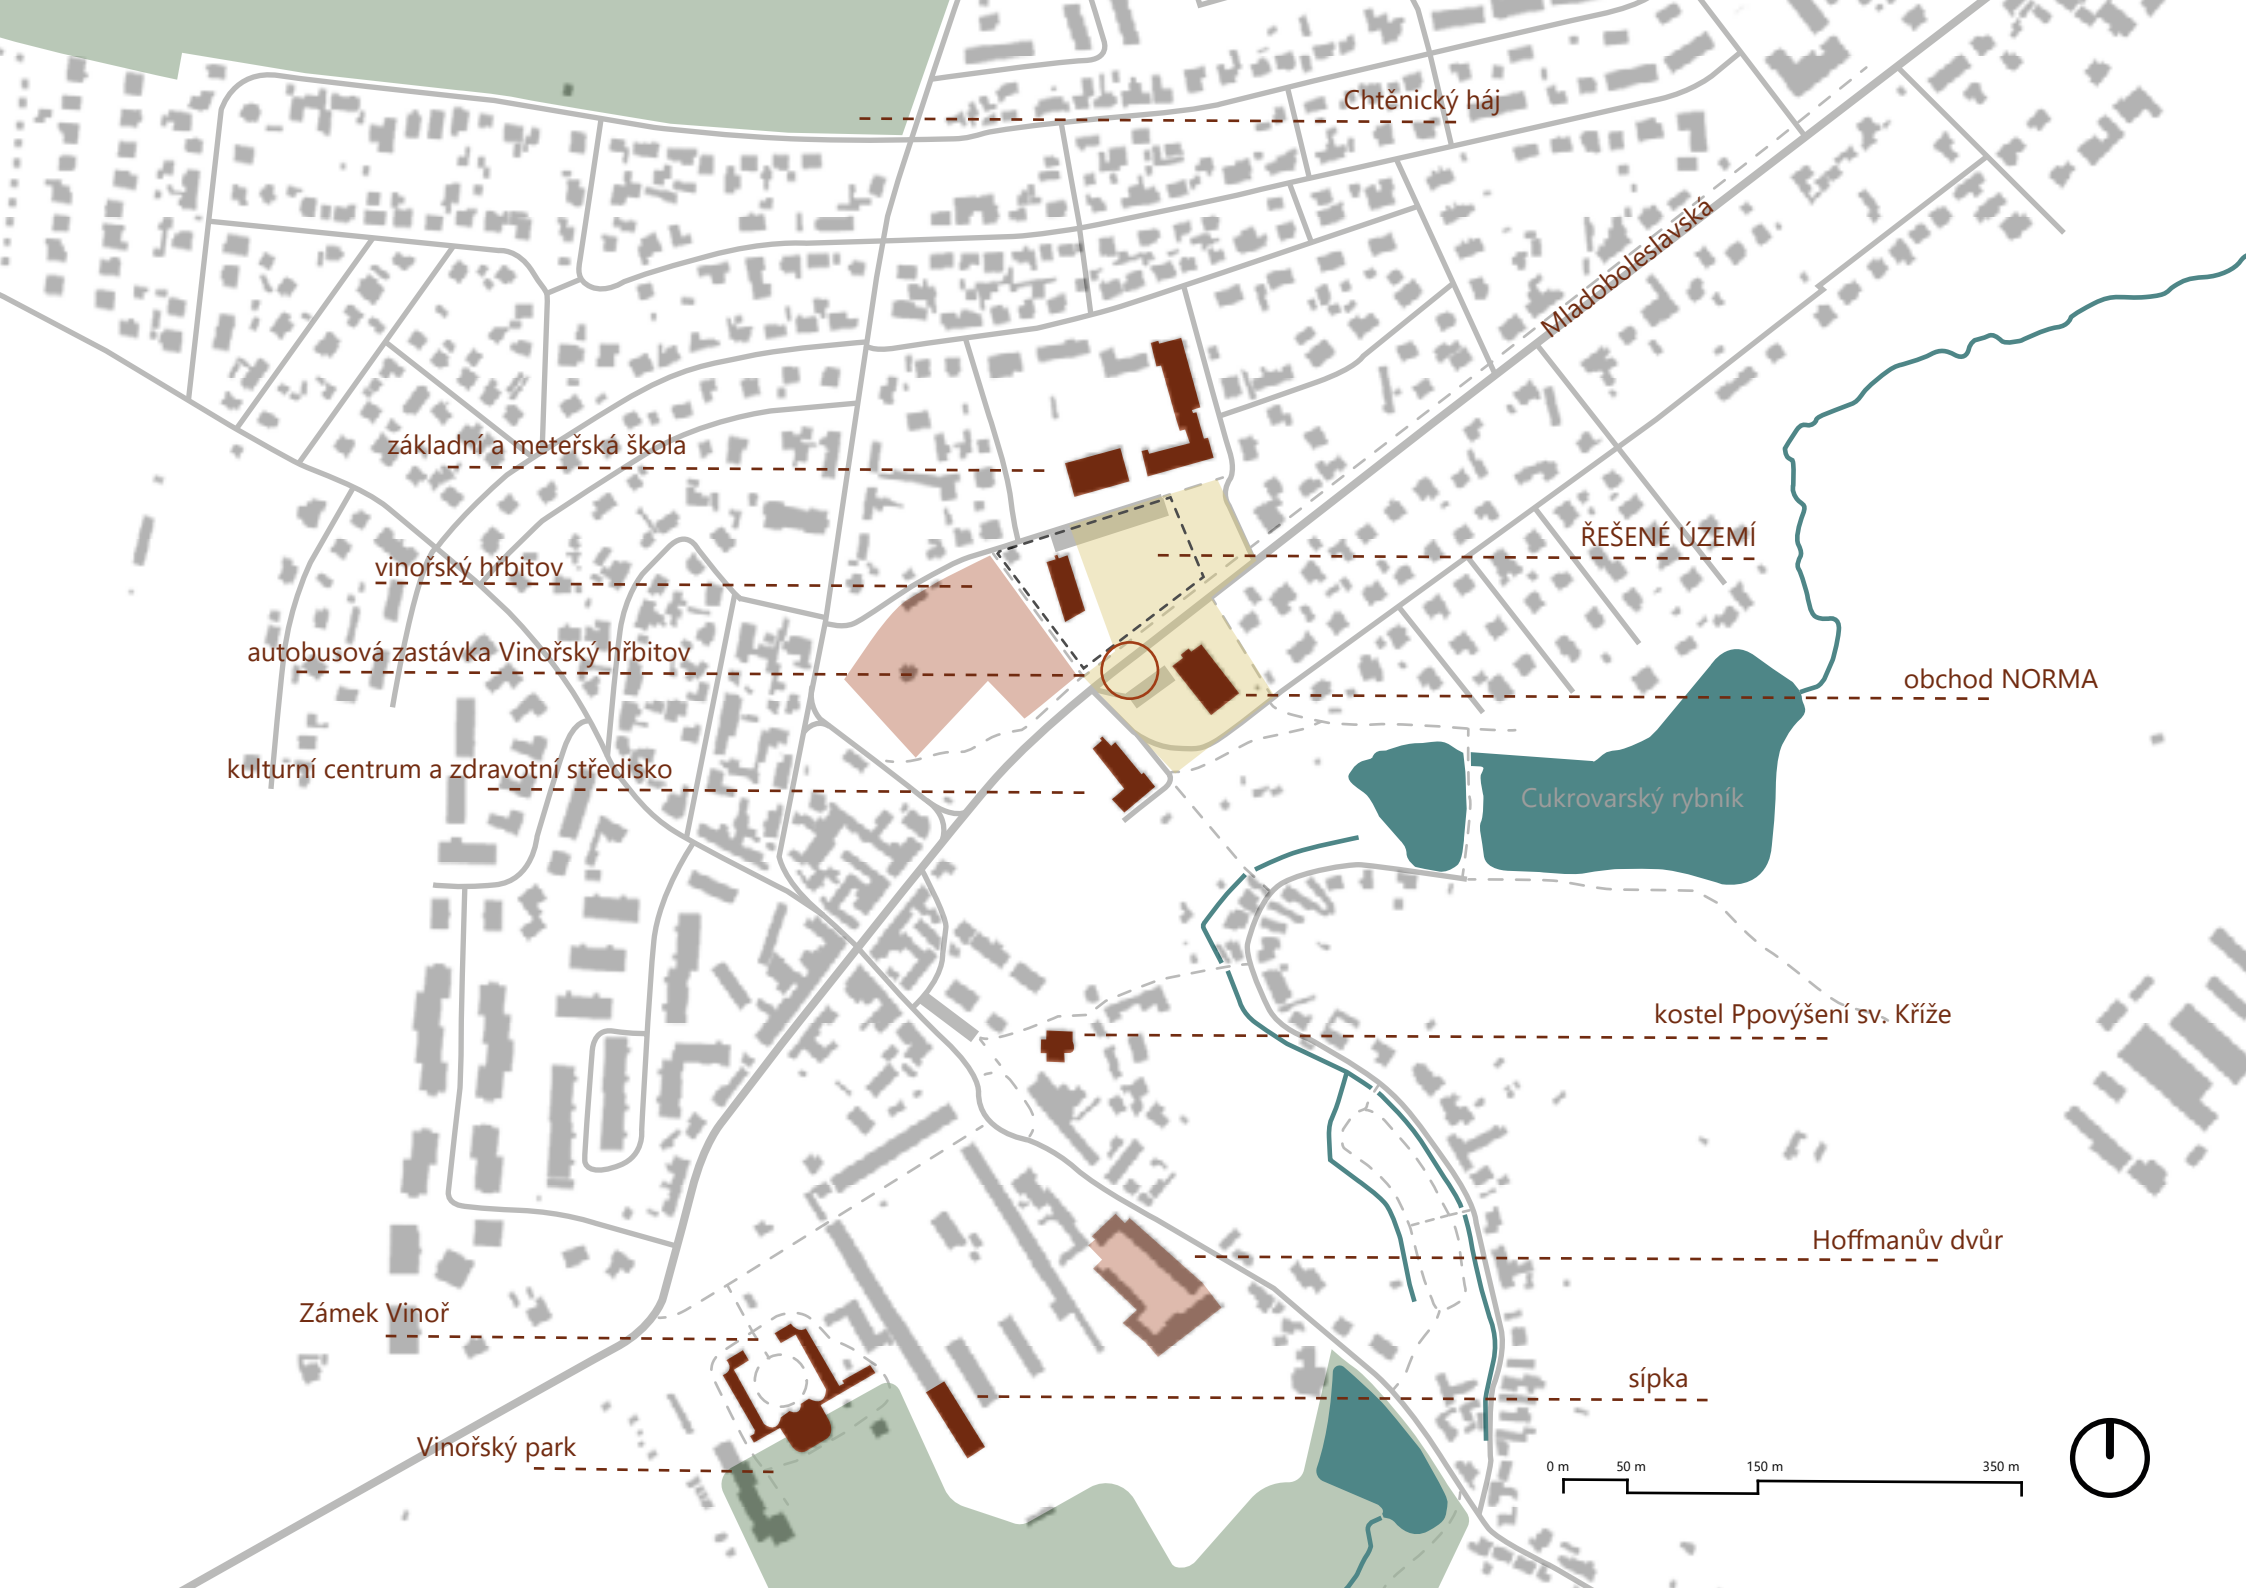 Chtěnický háj
Mladoboleslavská
základní a meteřská škola
ŘEŠENÉ ÚZEMÍ
vinořský hřbitov
autobusová zastávka Vinořský hřbitov
obchod NORMA
kulturní centrum a zdravotní středisko
Cukrovarský rybník
kostel Ppovýšení sv. Kříže
Hoffmanův dvůr
Zámek Vinoř
sípka
Vinořský park
0 m 50 m 150 m 350 m